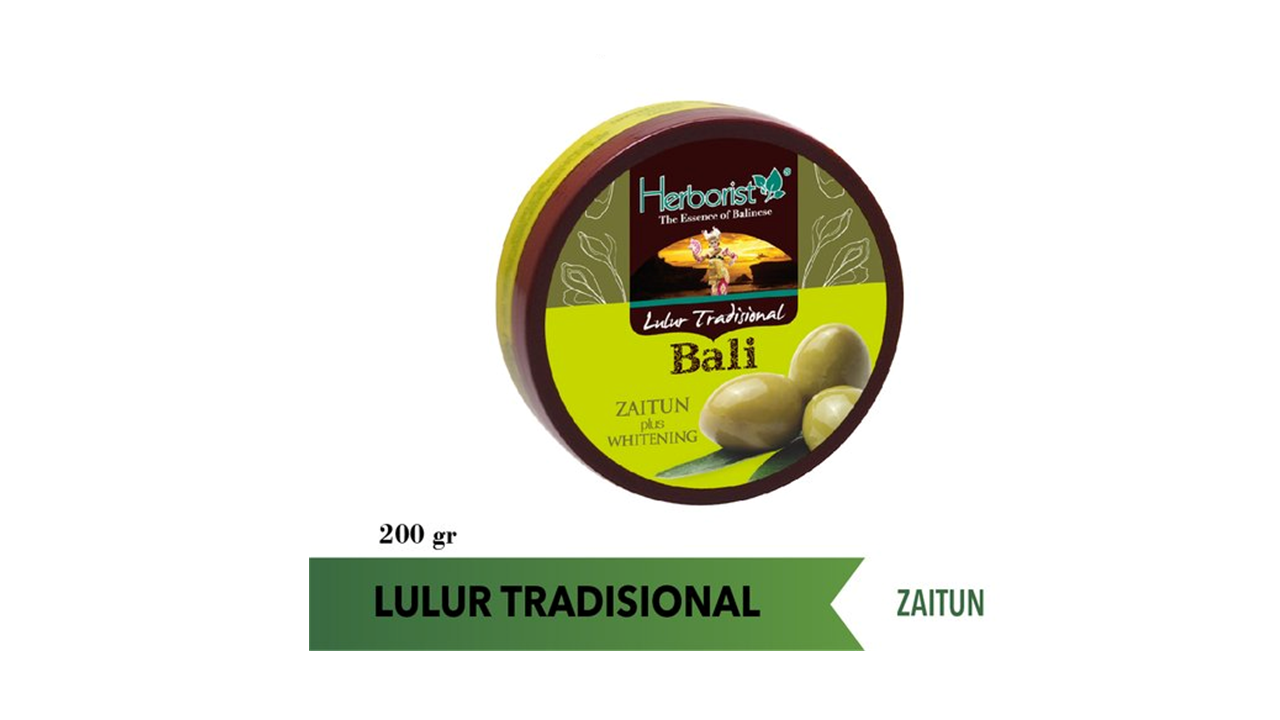 Herborist®
The Essence of Balinese
Lulur Tradisional
Bali
ZAITUN
plus
WHITENING
200 gr
LULUR TRADISIONAL
ZAITUN